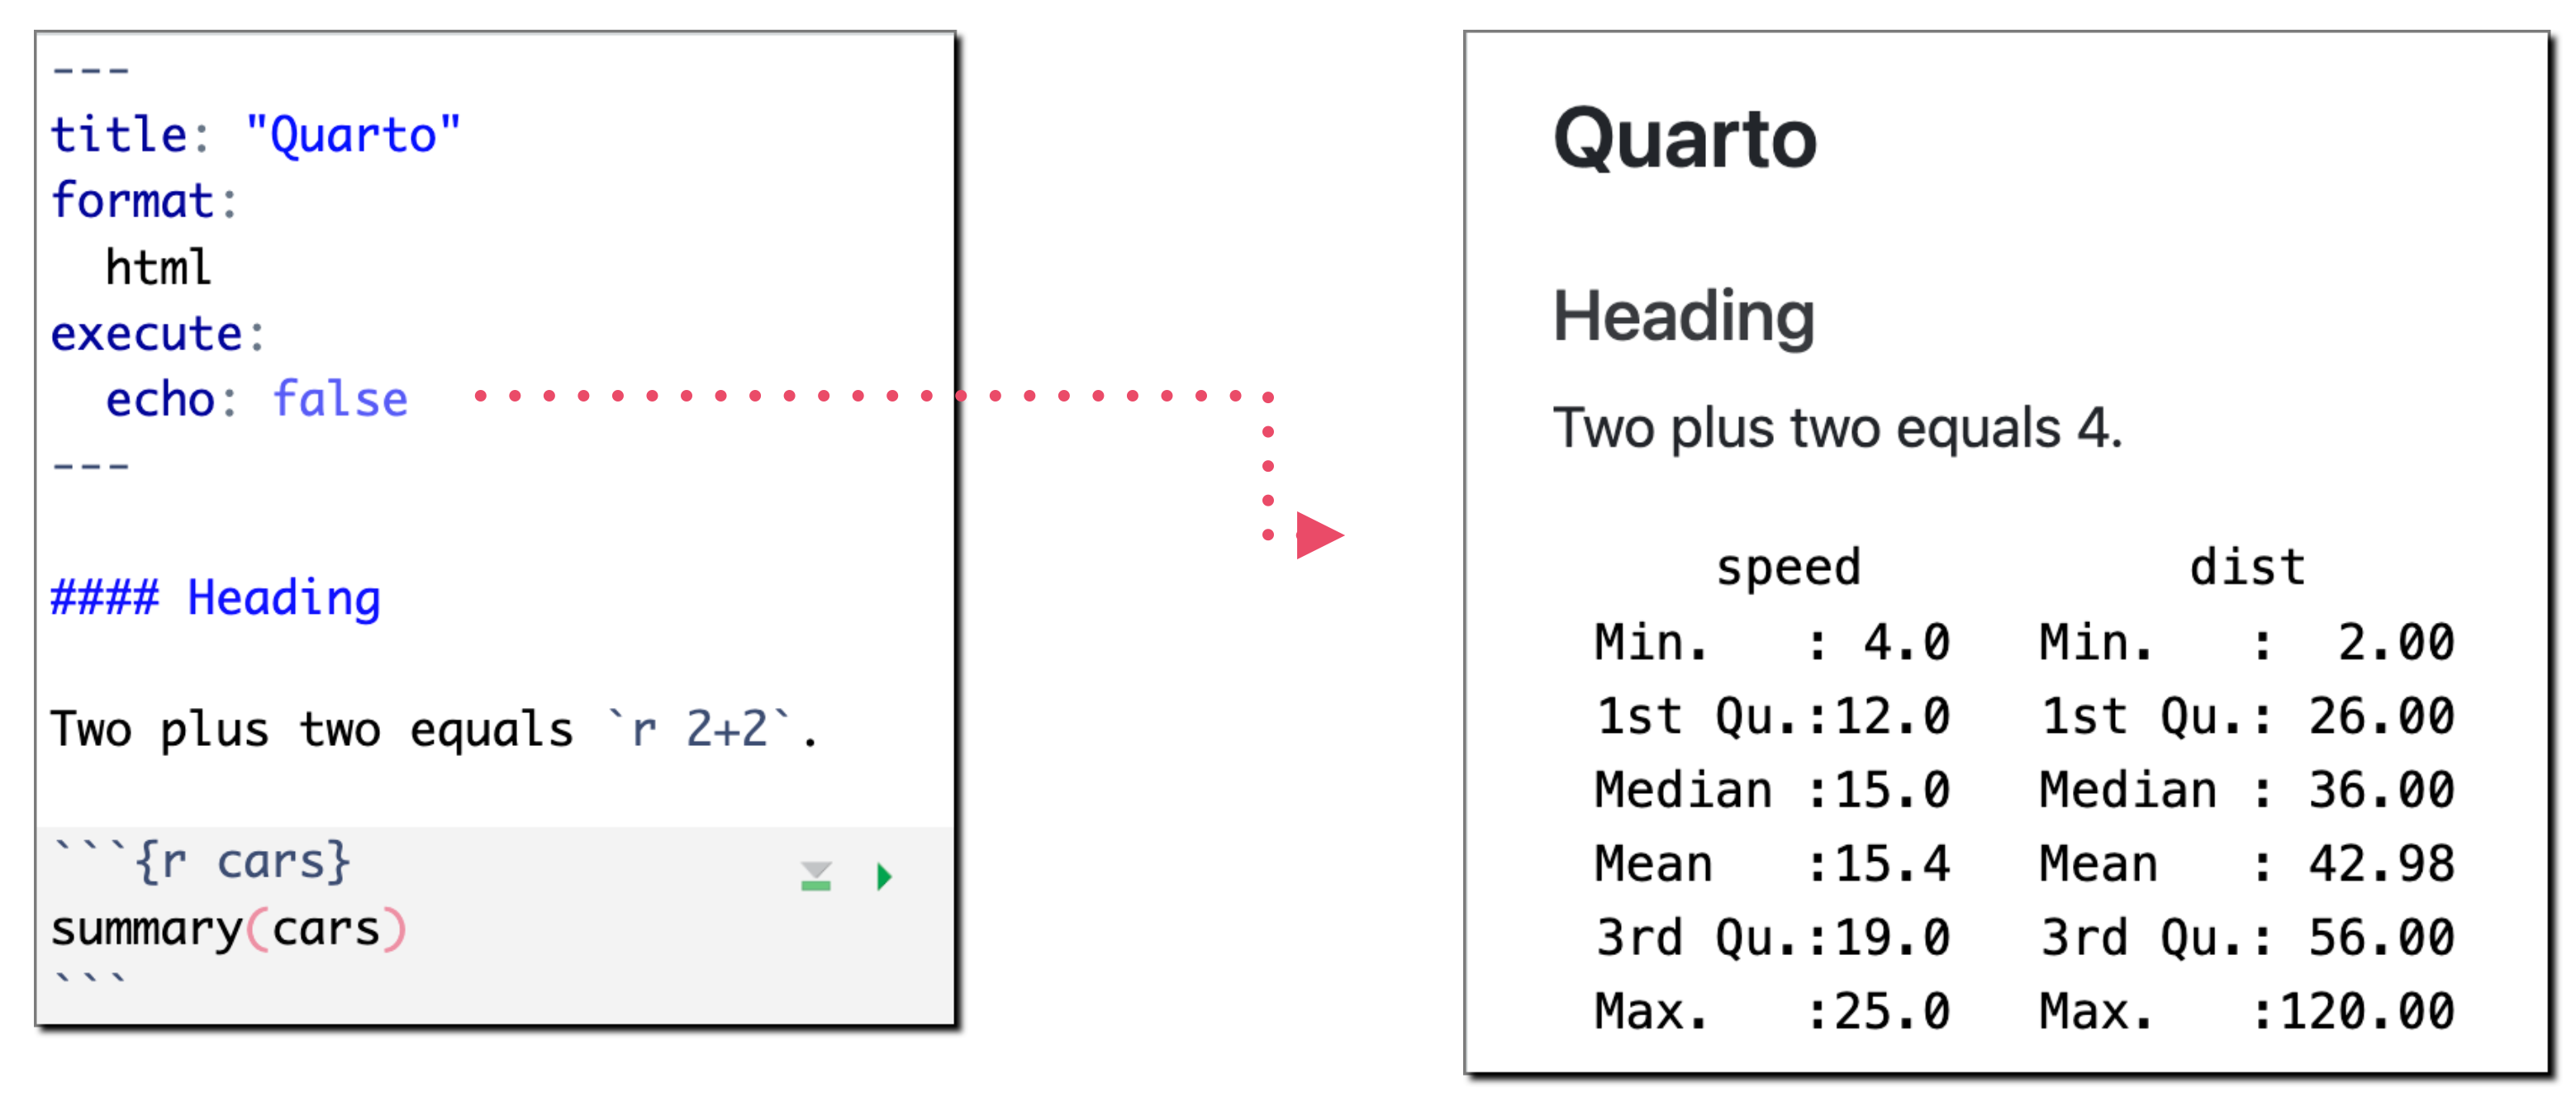 ---
title: "Quarto"
format:
  html
execute:
  echo: false
---
#### Heading
Two plus two equals `r 2+2`.
```{r cars}
summary(cars)
```
Quarto
Heading
Two plus two equals 4.
     speed           dist
Min.   : 4.0   Min.   :  2.00
1st Qu.:12.0   1st Qu.: 26.00
Median :15.0   Median : 36.00
Mean   :15.4   Mean   : 42.98
3rd Qu.:19.0   3rd Qu.: 56.00
Max.   :25.0   Max.   :120.00